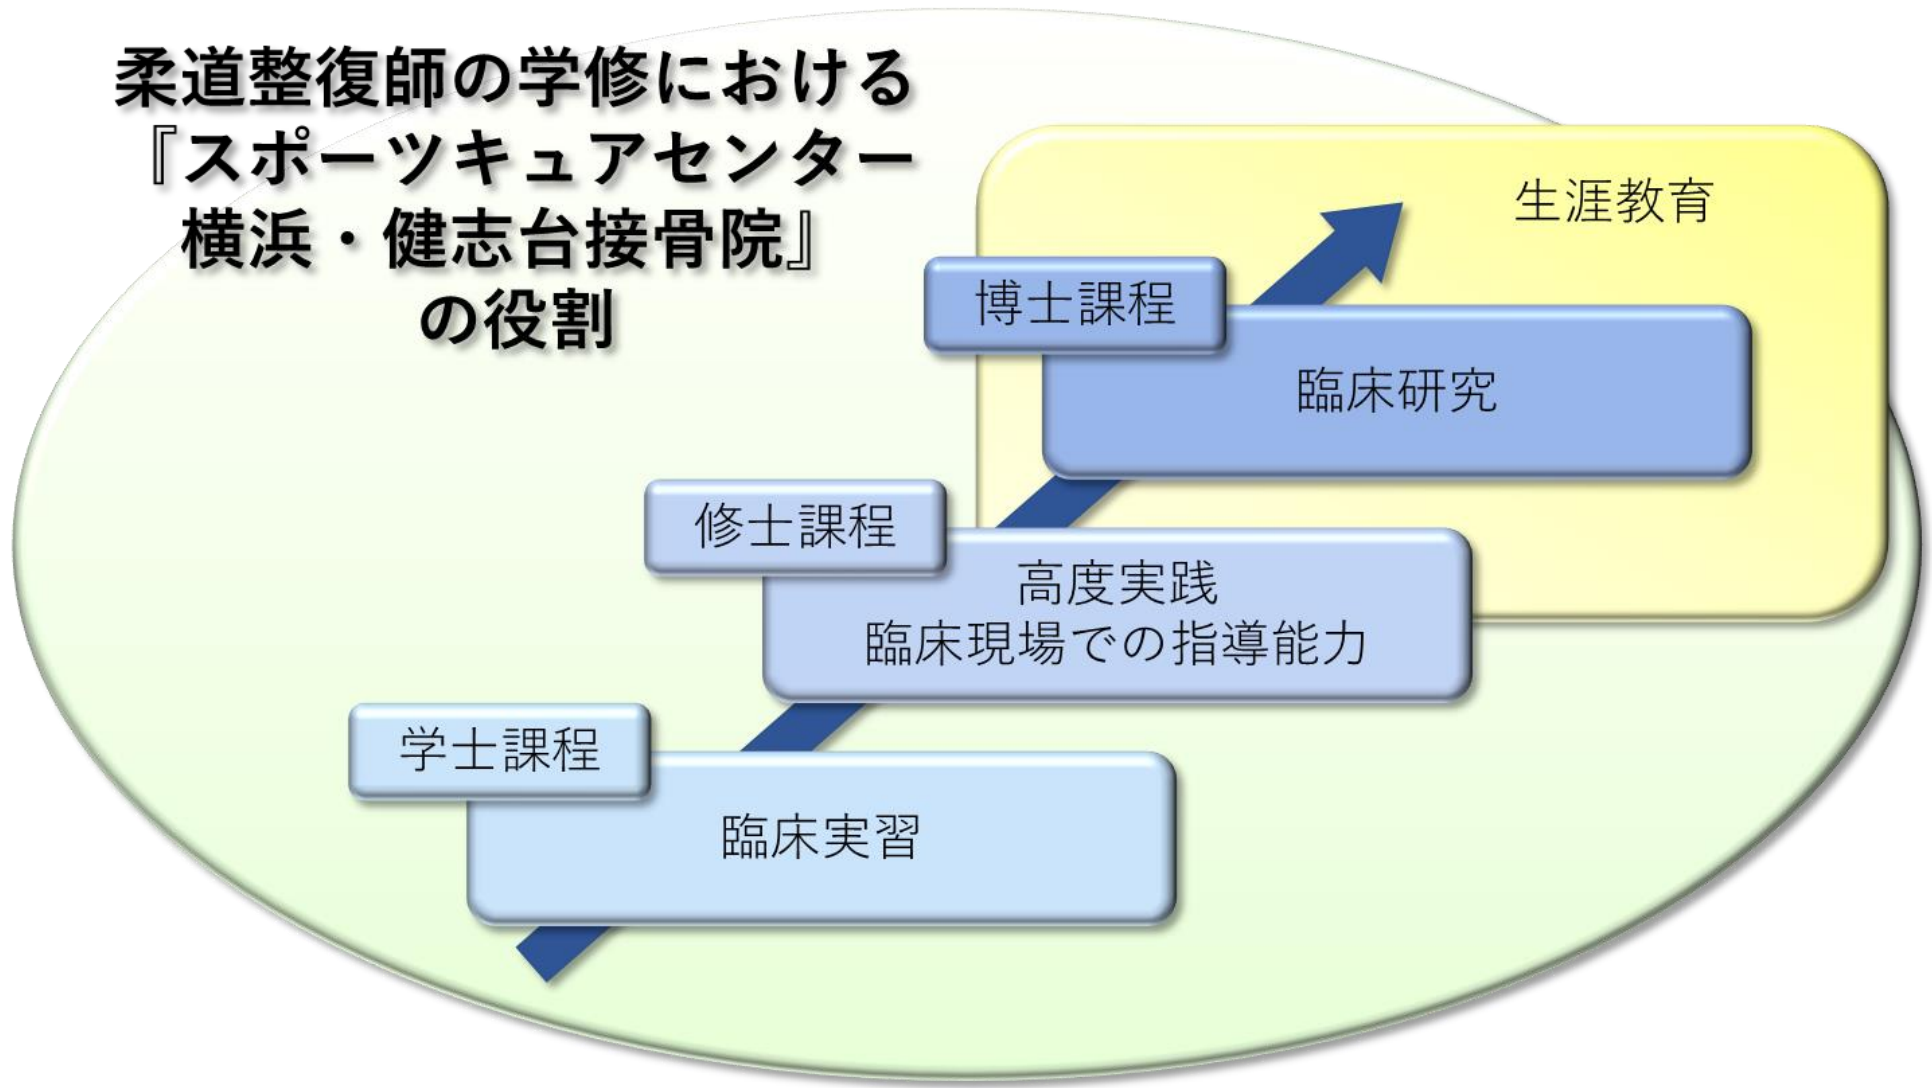 柔道整復師の学修における
『スポーツキュアセンター
横浜・健志台接骨院』
の役割
生涯教育
博士課程
臨床研究
修士課程
高度実践
臨床現場での指導能力
学士課程
臨床実習